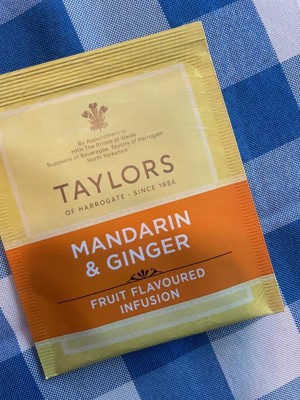 By Appointment to
HRH The Prince of Wales
Suppliers of Beverages, Taylors of Harrogate
North Yorkshire
TAYLORS
OF HARROGATE · SINCE 1886
MANDARIN
& GINGER
FRUIT FLAVOURED
INFUSION